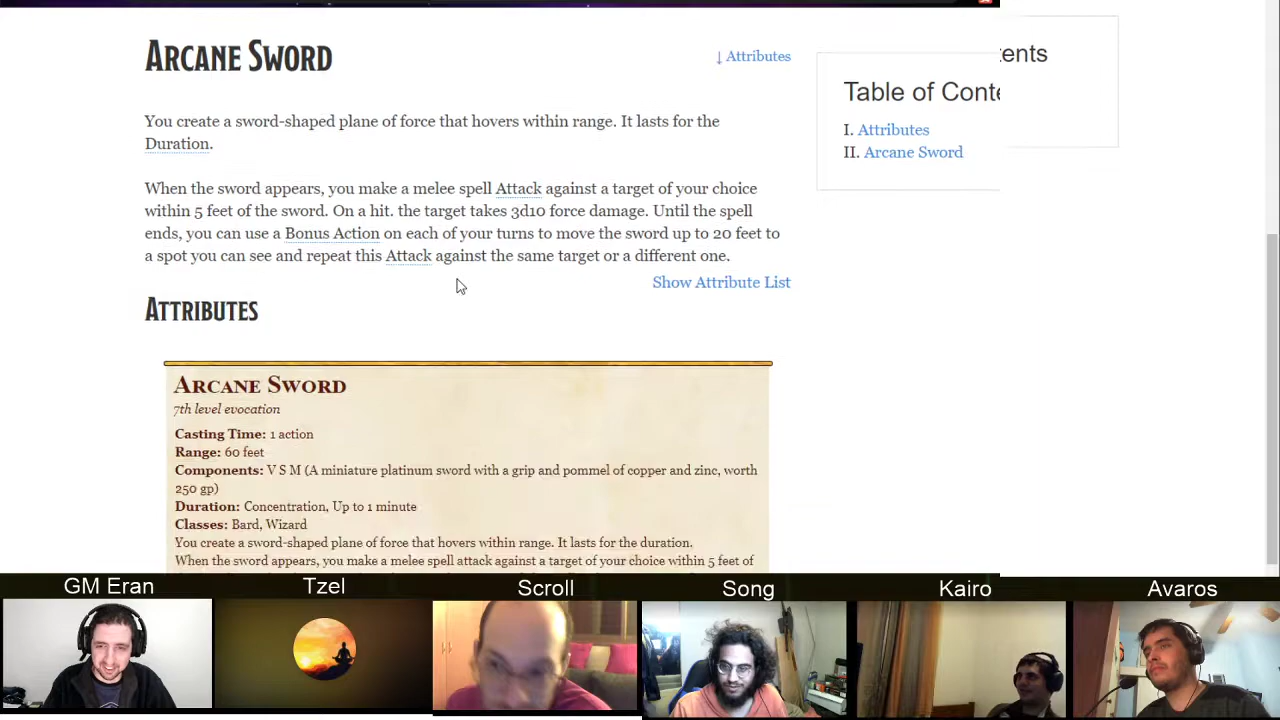 ARCANE SWORD
↓ Attributes
You create a sword-shaped plane of force that hovers within range. It lasts for the
Duration.
When the sword appears, you make a melee spell Attack against a target of your choice
within 5 feet of the sword. On a hit. the target takes 3d10 force damage. Until the spell
ends, you can use a Bonus Action on each of your turns to move the sword up to 20 feet to
a spot you can see and repeat this Attack against the same target or a different one.
Show Attribute List
ATTRIBUTES
ARCANE SWORD
7th level evocation
Casting Time: 1 action
Range: 60 feet
Components: V S M (A miniature platinum sword with a grip and pommel of copper and zinc, worth
250 gp)
Duration: Concentration, Up to 1 minute
Classes: Bard, Wizard
You create a sword-shaped plane of force that hovers within range. It lasts for the duration.
When the sword appears, you make a melee spell attack against a target of your choice within 5 feet of
tents
Table of Conte
I. Attributes
II. Arcane Sword
GM Eran
Tzel
Scroll
Song
Kairo
Avaros